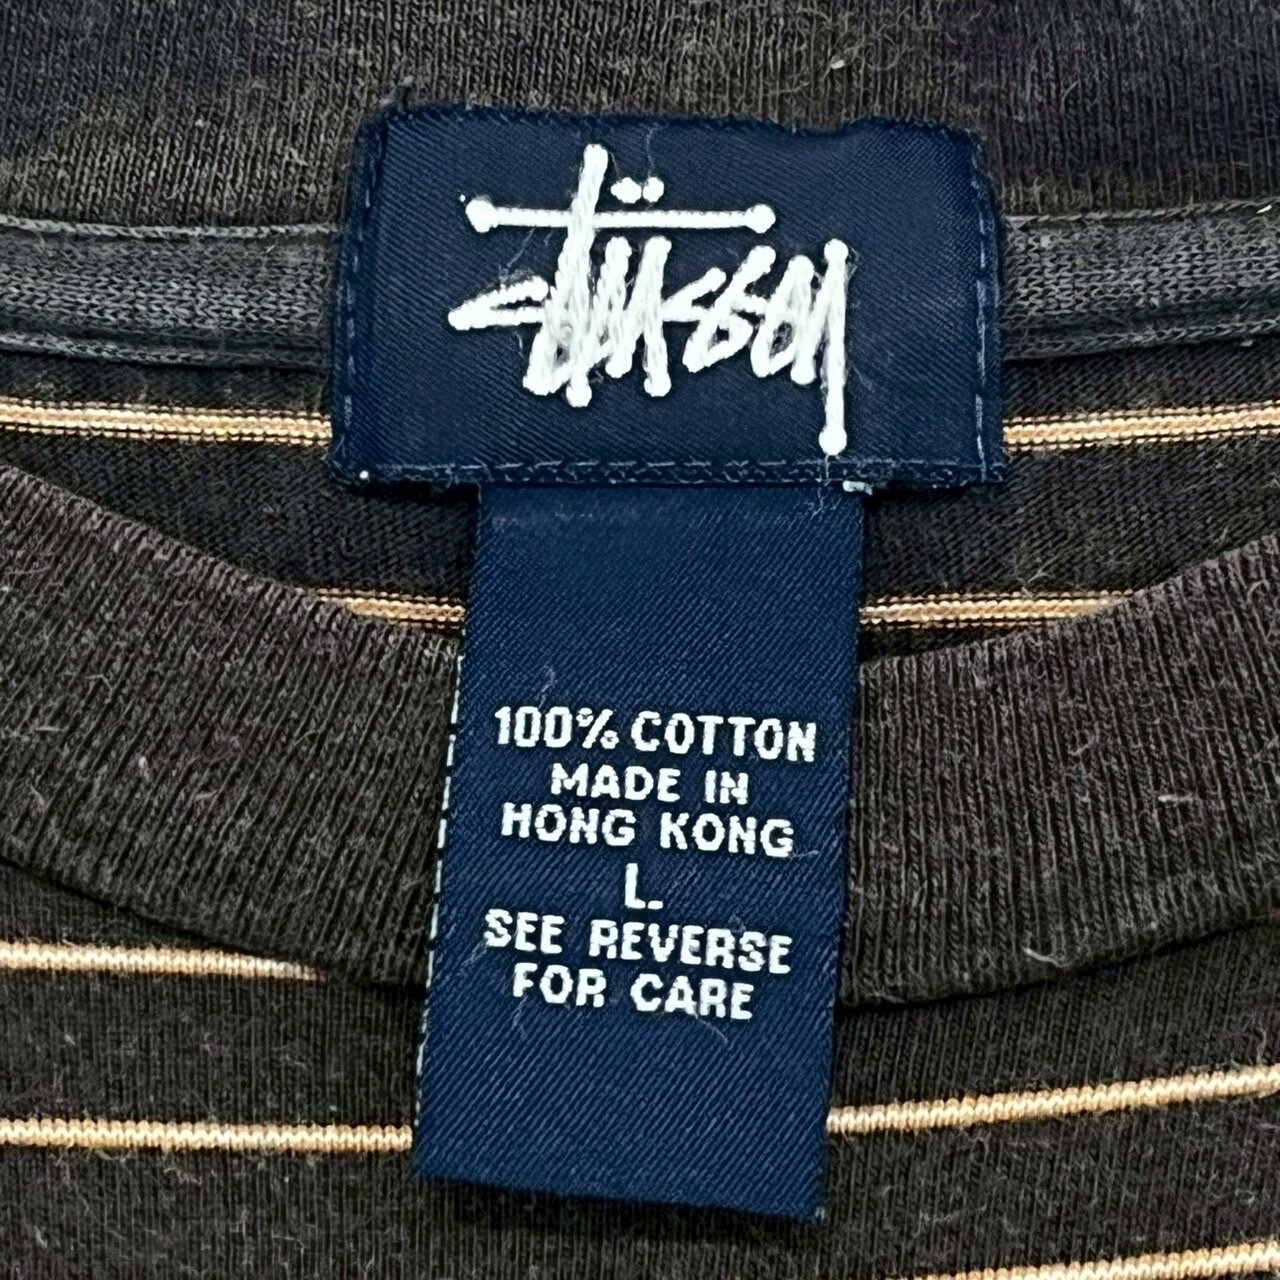 Stüssy
100% COTTON
MADE IN
HONG KONG
L.
SEE REVERSE
FOR CARE